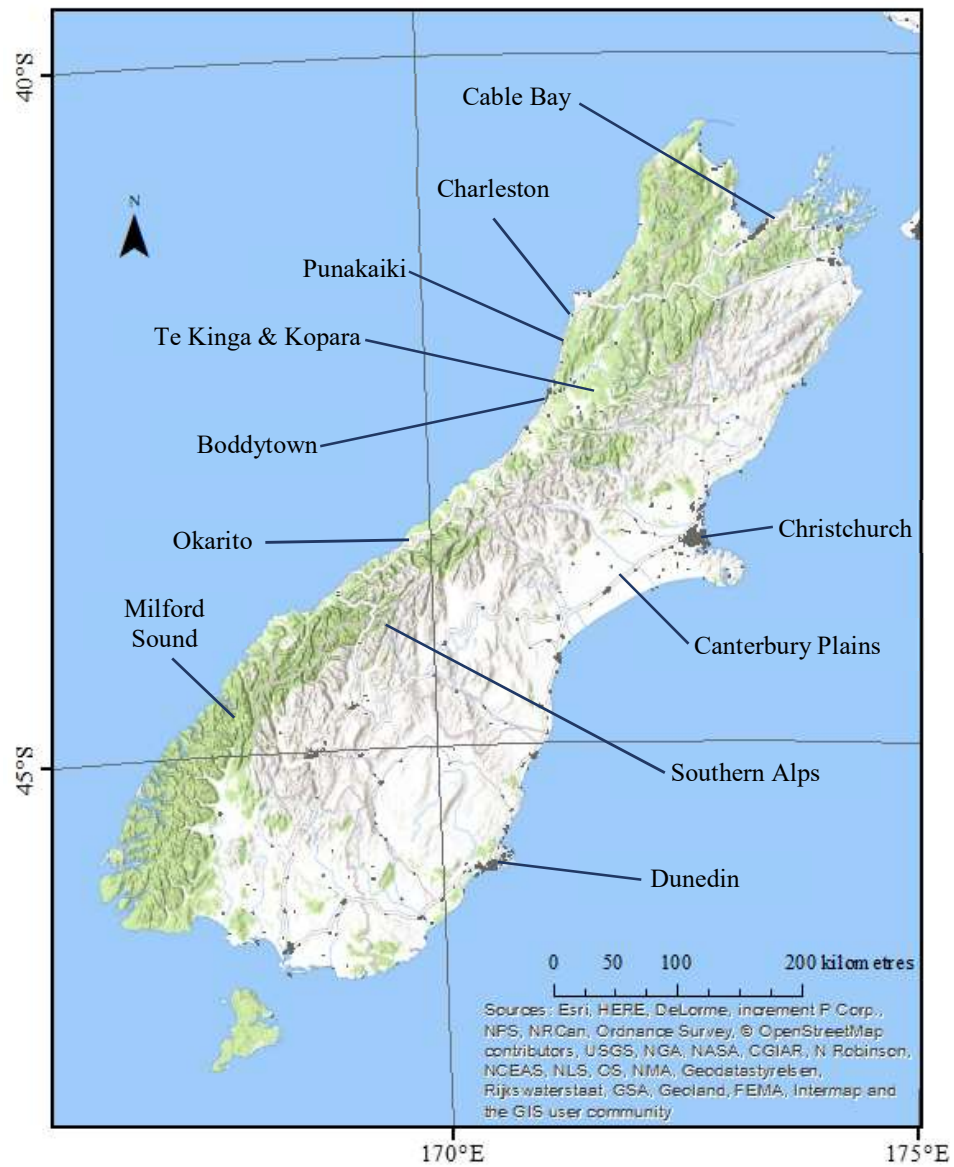 40°S
Cable Bay
Charleston
N
Punakaiki
Te Kinga & Kopara
Boddytown
Okarito
Christchurch
Milford
Sound
Canterbury Plains
45°S
Southern Alps
Dunedin
0 50 100 200 kilometres
Sources: Esri, HERE, DeLorme, increment P Corp.,
NPS, NRCan, Ordnance Survey, © OpenStreetMap
contributors, USGS, NGA, NASA, CGIAR, N Robinson,
NCEAS, NLS, OS, NMA, Geodatastyrelsen,
Rijkswaterstaat, GSA, Geoland, FEMA, Intermap and
the GIS user community
170°E
175°E